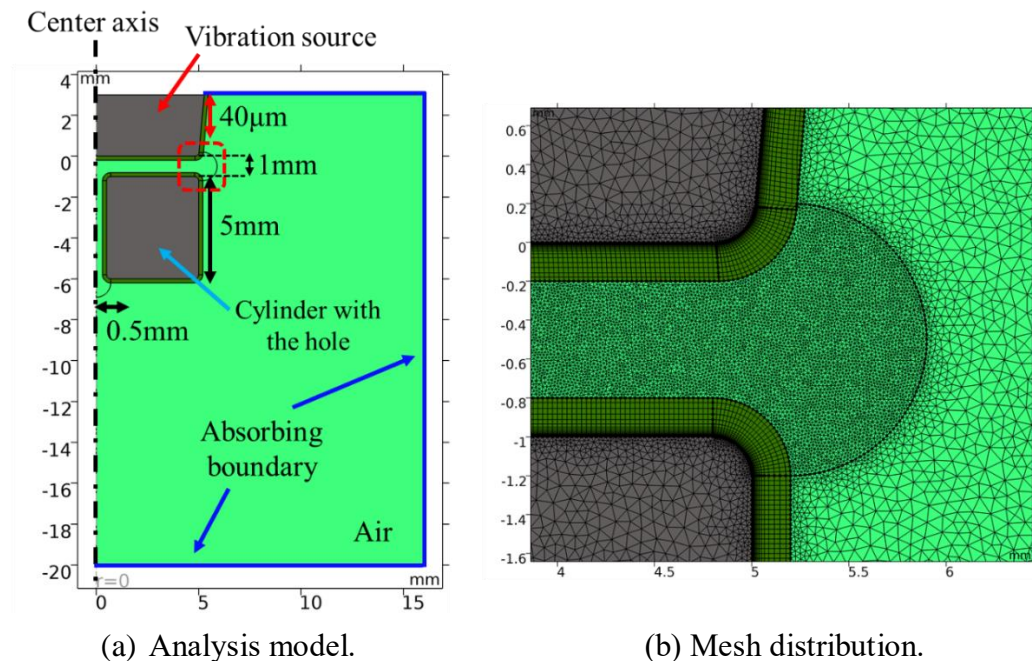 Center axis
Vibration source
mm
4
2
0
-2
-4
-6
-8
-10
-12
-14
-16
-18
-20
40μm
1mm
5mm
Cylinder with
the hole
0.5mm
Absorbing
boundary
Air
r=0
mm
0
5
10
15
(a) Analysis model.
mm
0.6
0.4
0.2
0
-0.2
-0.4
-0.6
-0.8
-1
-1.2
-1.4
-1.6
mm
4
4.5
5
5.5
6
(b) Mesh distribution.